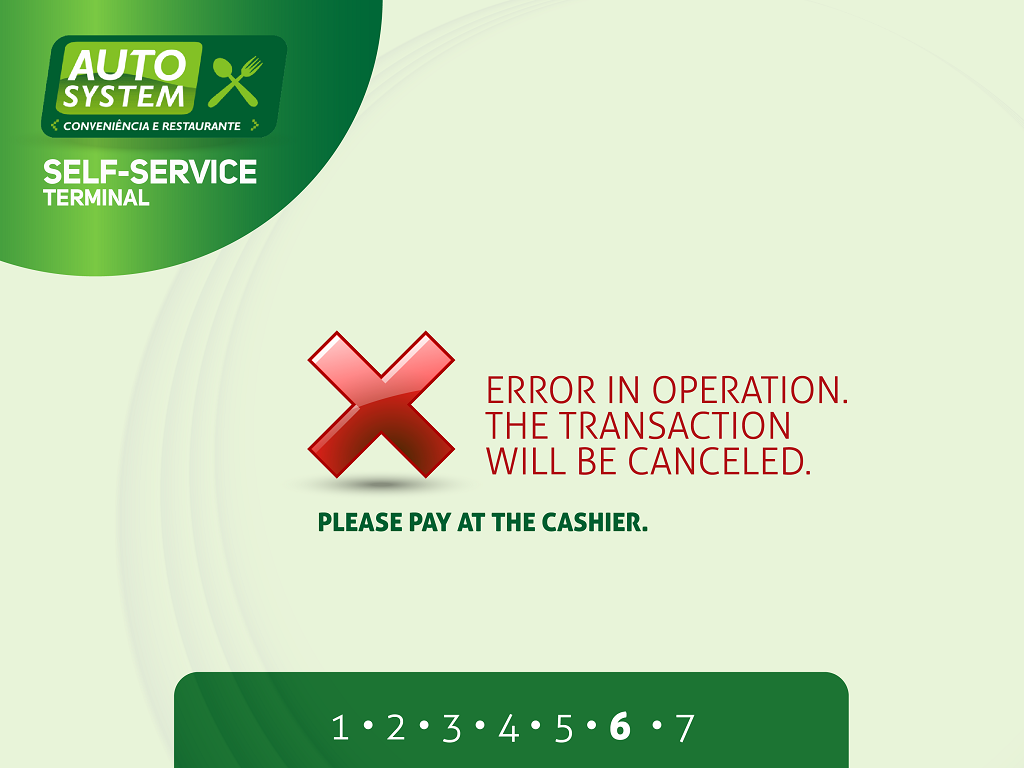 AUTO
SYSTEM
CONVENIÊNCIA E RESTAURANTE
SELF-SERVICE
TERMINAL
ERROR IN OPERATION.
THE TRANSACTION
WILL BE CANCELED.
PLEASE PAY AT THE CASHIER.
1 • 2 • 3 • 4 • 5 • 6 • 7